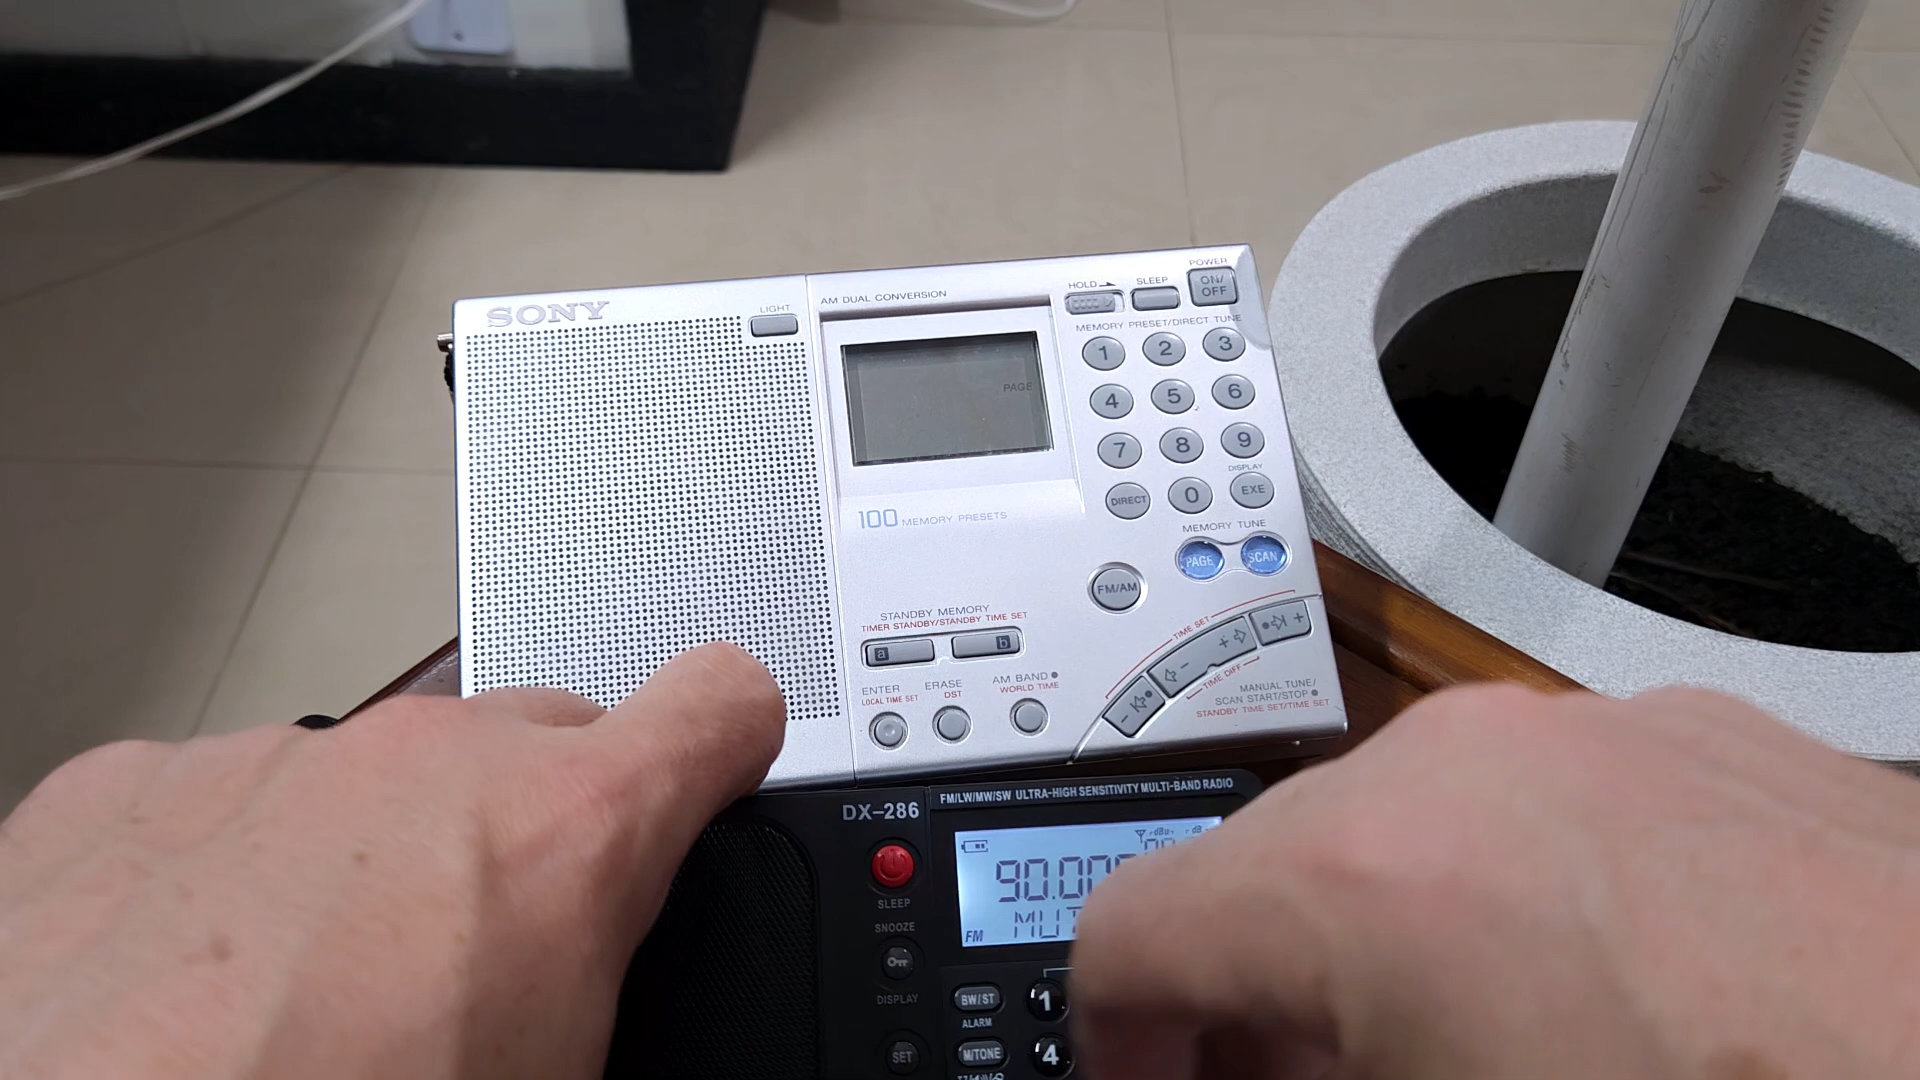 SONY
LIGHT
AM DUAL CONVERSION
HOLD
SLEEP
POWER
ON/
OFF
MEMORY PRESET/DIRECT TUNE
1 2 3
4 5 6
7 8 9
DISPLAY
DIRECT 0 EXE
PAGE
100 MEMORY PRESETS
MEMORY TUNE
PAGE SCAN
FM/AM
STANDBY MEMORY
TIMER STANDBY/STANDBY TIME SET
a b
ENTER
LOCAL TIME SET
ERASE
DST
AM BAND
WORLD TIME
TIME SET
- - + +
TIME DIFF
MANUAL TUNE/
SCAN START/STOP
STANDBY TIME SET/TIME SET
DX-286
FM/LW/MW/SW ULTRA-HIGH SENSITIVITY MULTI-BAND RADIO
SLEEP
SNOOZE
DISPLAY
SET
dBu dB
90.00
FM
BW/ST
ALARM
M/TONE
1
4